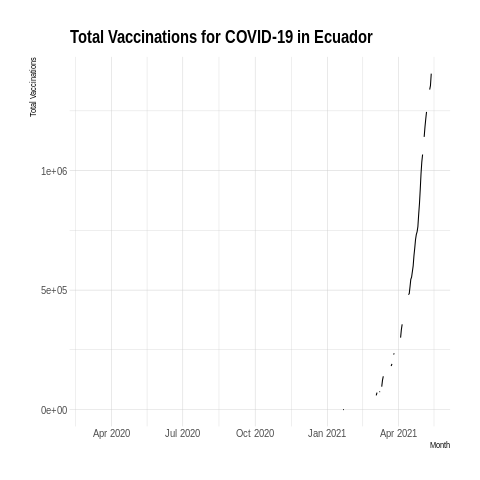 Total Vaccinations for COVID-19 in Ecuador
Total Vaccinations
1e+06
5e+05
0e+00
Apr 2020 Jul 2020 Oct 2020 Jan 2021 Apr 2021
Month